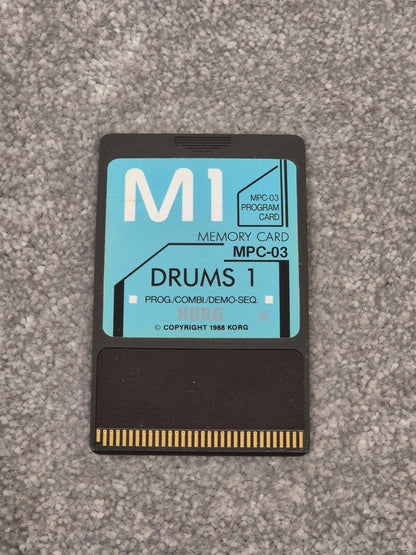 M1
MPC-03
PROGRAM
CARD
MEMORY CARD
MPC-03
DRUMS 1
PROG./COMBI./DEMO-SEQ.
KORG
© COPYRIGHT 1988 KORG